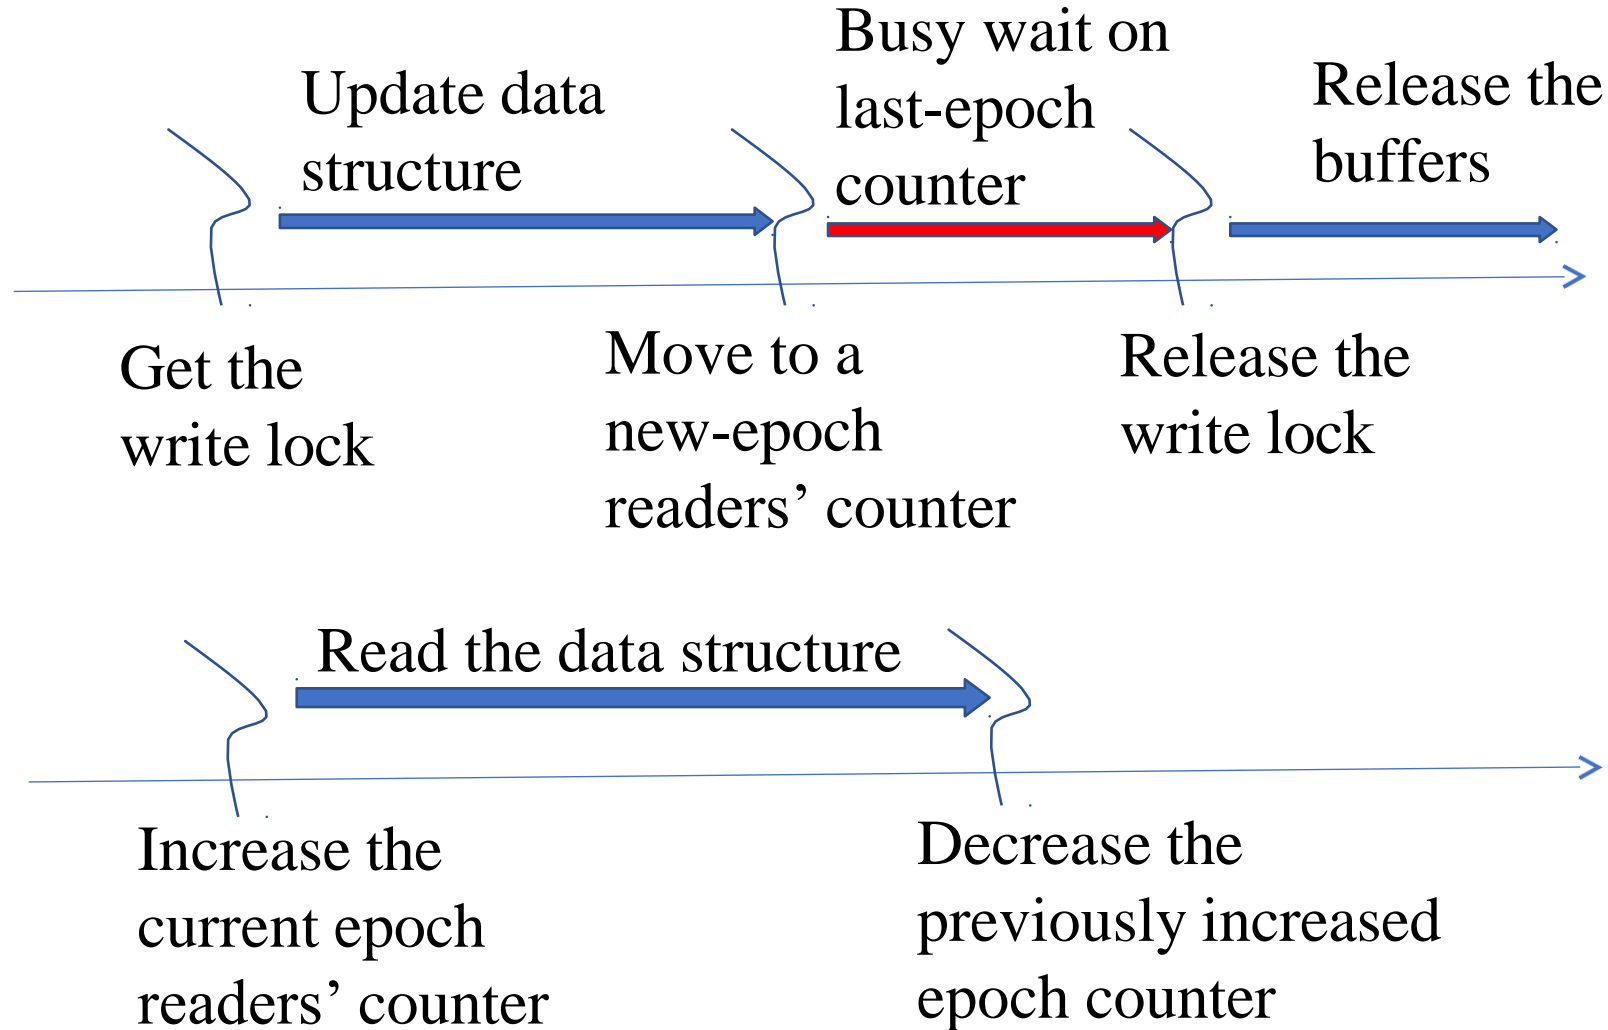 Update data
structure
Busy wait on
last-epoch
counter
Release the
buffers
Get the
write lock
Move to a
new-epoch
readers’ counter
Release the
write lock
Read the data structure
Increase the
current epoch
readers’ counter
Decrease the
previously increased
epoch counter